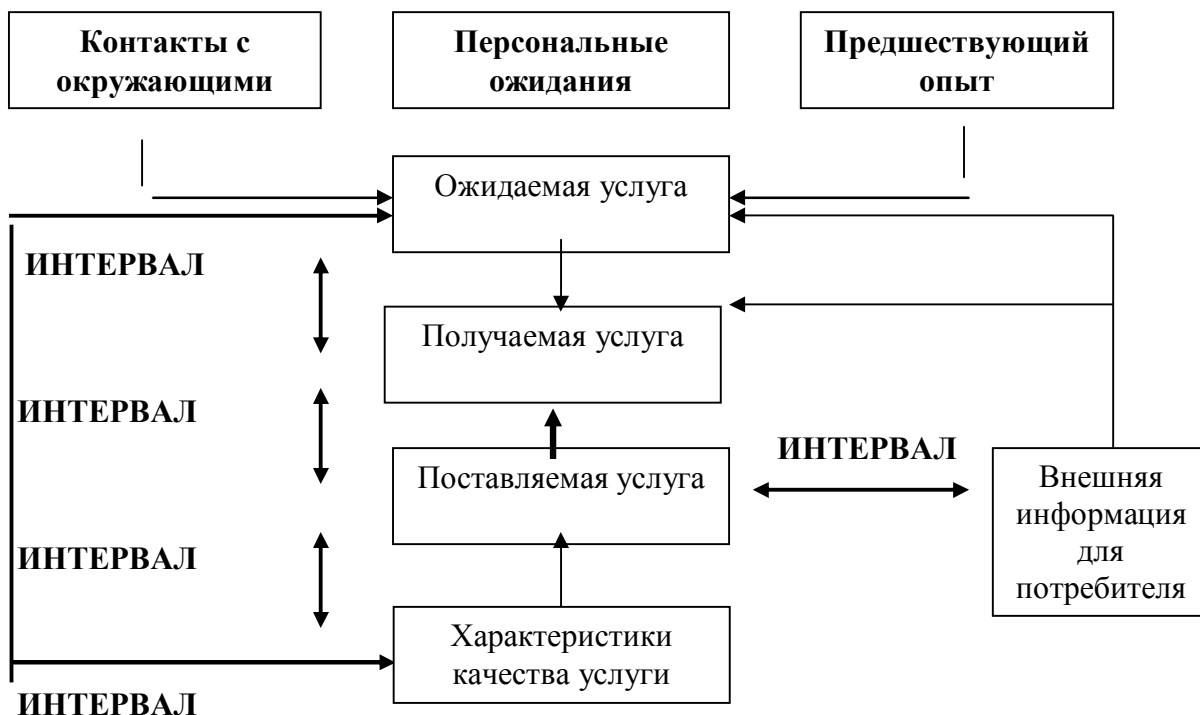 Контакты с
окружающими
Персональные
ожидания
Предшествующий
опыт
Ожидаемая услуга
ИНТЕРВАЛ
Получаемая услуга
ИНТЕРВАЛ
ИНТЕРВАЛ
Поставляемая услуга
Внешняя
информация
для
потребителя
ИНТЕРВАЛ
Характеристики
качества услуги
ИНТЕРВАЛ